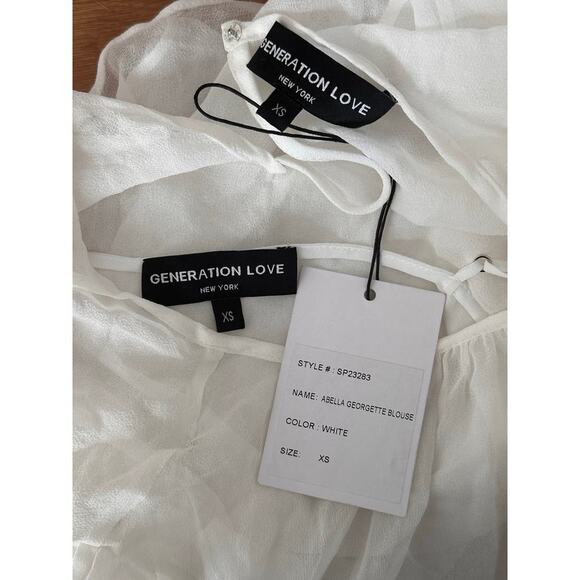 GENERATION LOVE
NEW YORK
XS
GENERATION LOVE
NEW YORK
XS
STYLE # : SP23283
NAME: ABELLA GEORGETTE BLOUSE
COLOR : WHITE
SIZE: XS